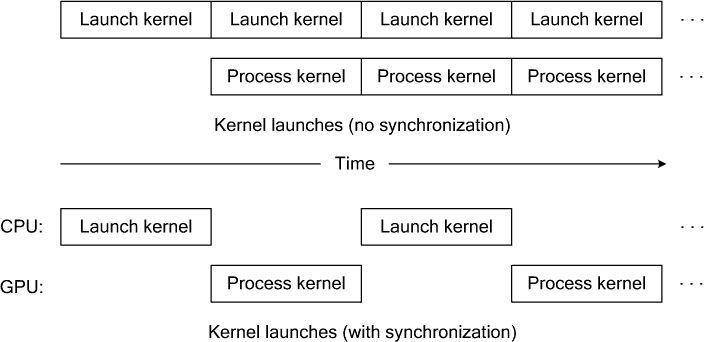 Launch kernel Launch kernel Launch kernel Launch kernel ...
Process kernel Process kernel Process kernel ...
Kernel launches (no synchronization)
Time
CPU: Launch kernel Launch kernel ...
GPU: Process kernel Process kernel ...
Kernel launches (with synchronization)